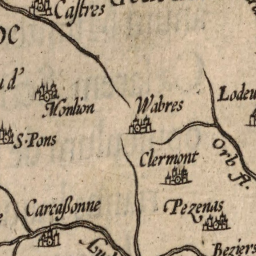 Castres
OC
u d'
Monlion
Wabres
Lodeu
S. Pons
Orb fl.
Clermont
Carcaßonne
Pezenas
Beziers